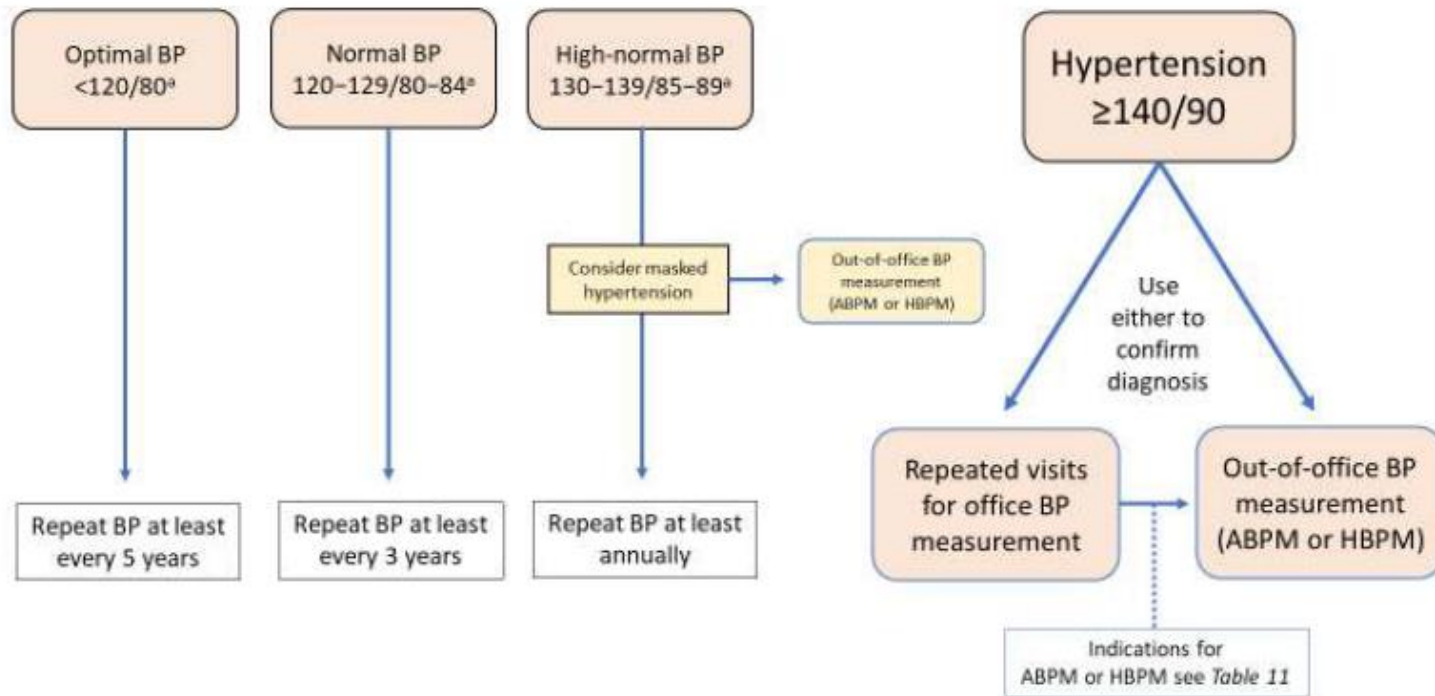 Optimal BP
<120/80ᵃ
Normal BP
120−129/80−84ᵃ
High-normal BP
130−139/85−89ᵃ
Hypertension
≥140/90
Consider masked
hypertension
Out-of-office BP
measurement
(ABPM or HBPM)
Use
either to
confirm
diagnosis
Repeat BP at least
every 5 years
Repeat BP at least
every 3 years
Repeat BP at least
annually
Repeated visits
for office BP
measurement
Out-of-office BP
measurement
(ABPM or HBPM)
Indications for
ABPM or HBPM see Table 11